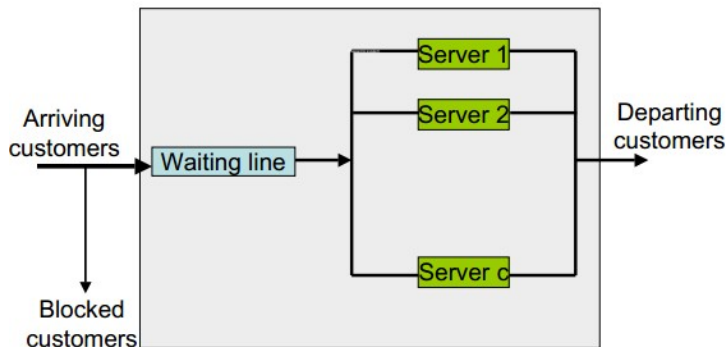 Server 1
Server 2
Departing
customers
Arriving
customers
Waiting line
Server c
Blocked
customers